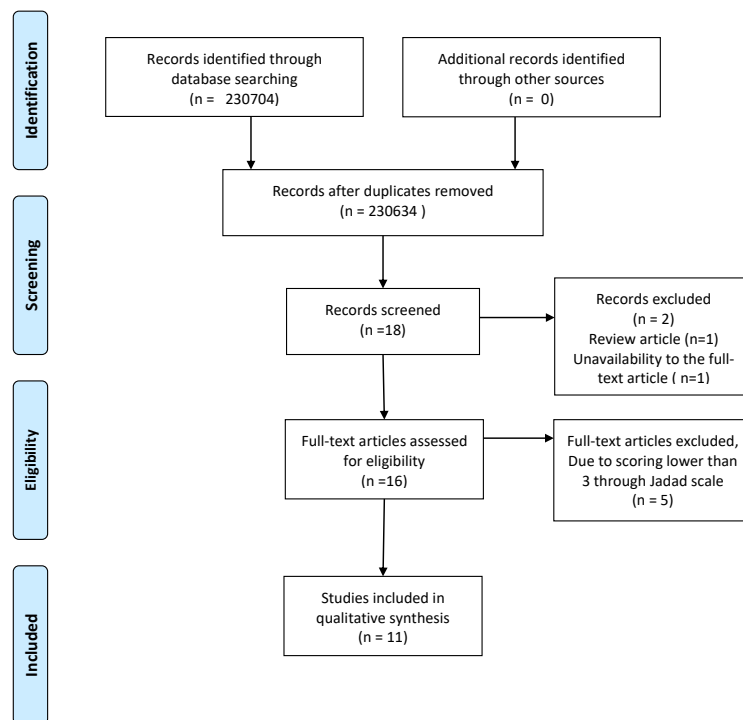 Identification
Records identified through
database searching
(n = 230704)
Additional records identified
through other sources
(n = 0)
Records after duplicates removed
(n = 230634 )
Screening
Records screened
(n =18)
Records excluded
(n = 2)
Review article (n=1)
Unavailability to the full-
text article ( n=1)
Eligibility
Full-text articles assessed
for eligibility
(n =16)
Full-text articles excluded,
Due to scoring lower than
3 through Jadad scale
(n = 5)
Included
Studies included in
qualitative synthesis
(n = 11)